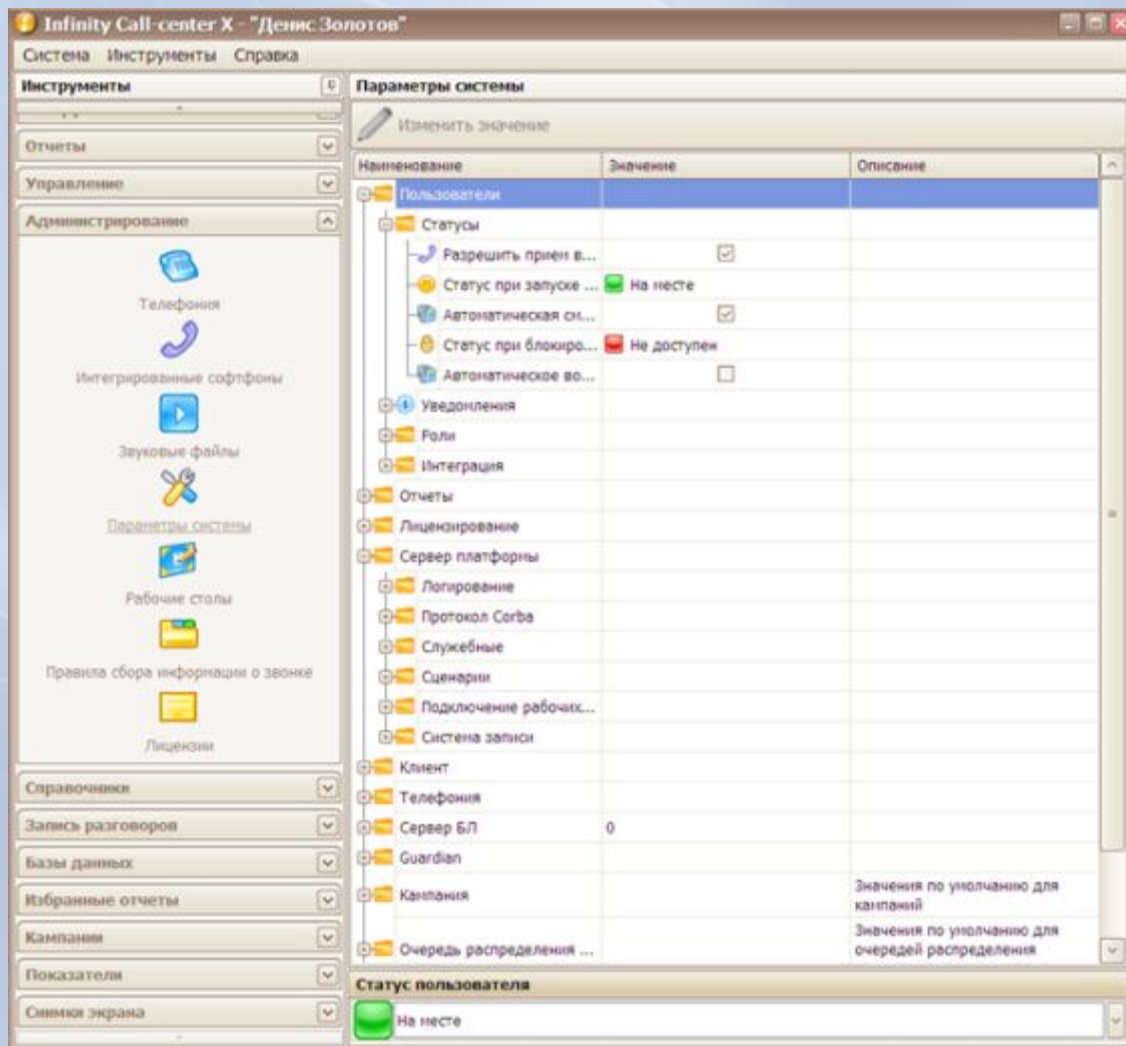 Infinity Call-center X - "Денис Золотов"
Система Инструменты Справка
Инструменты
Отчеты
Управление
Администрирование
Телефония
Интегрированные софтфоны
Звуковые файлы
Параметры системы
Рабочие столы
Правила сбора информации о звонке
Лицензии
Справочники
Запись разговоров
Базы данных
Избранные отчеты
Кампании
Показатели
Снимки экрана
Параметры системы
Изменить значение
Наименование Значение Описание
Пользователи
Статусы
Разрешить прием в...
Статус при запуске ... На месте
Автоматическая см...
Статус при блокиро... Не доступен
Автоматическое во...
Уведомления
Роли
Интеграция
Отчеты
Лицензирование
Сервер платформы
Логирование
Протокол Corba
Служебные
Сценарии
Подключение рабочих...
Система записи
Клиент
Телефония
Сервер БЛ 0
Guardian
Кампания Значения по умолчанию для
кампаний
Очередь распределения ... Значения по умолчанию для
очередей распределения
Статус пользователя
На месте